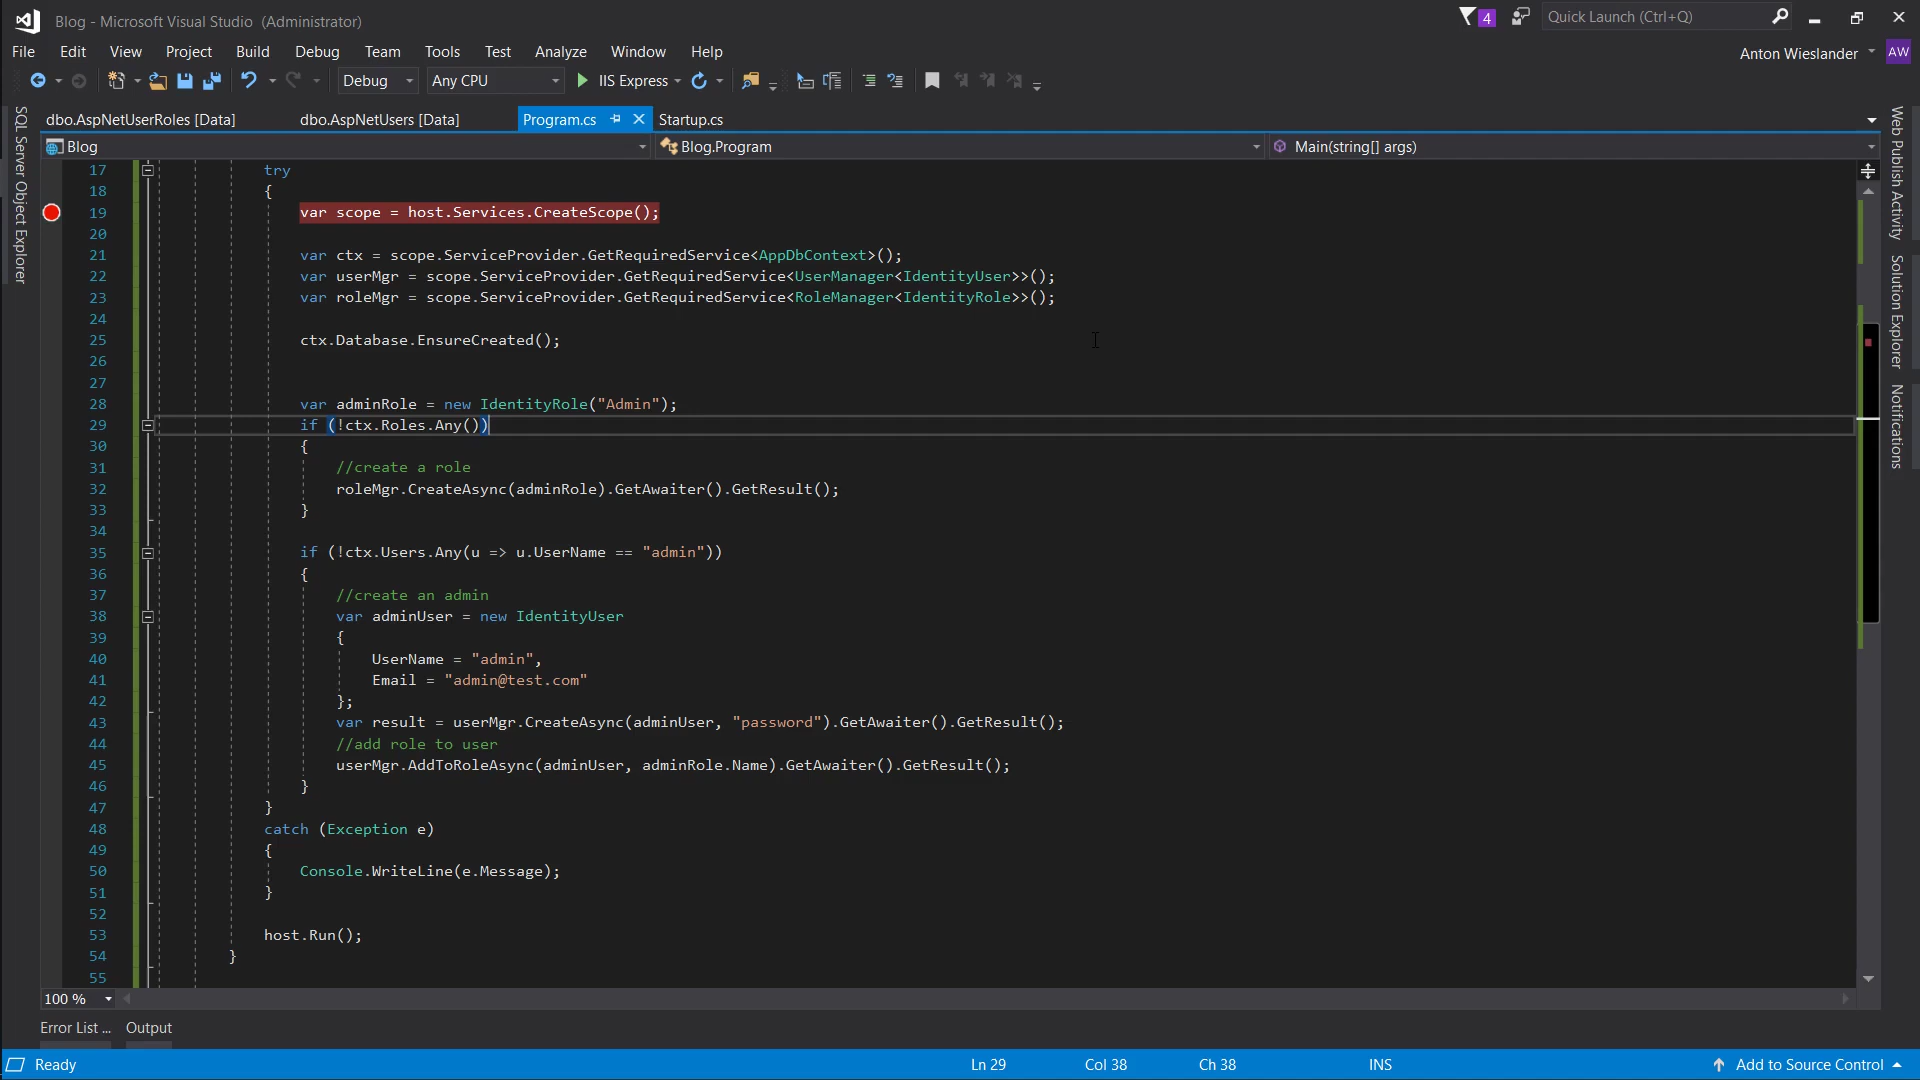 Blog - Microsoft Visual Studio (Administrator)
4
Quick Launch (Ctrl+Q)
File Edit View Project Build Debug Team Tools Test Analyze Window Help
Anton Wieslander
AW
Debug Any CPU IIS Express
dbo.AspNetUserRoles [Data] dbo.AspNetUsers [Data] Program.cs Startup.cs
Blog Blog.Program Main(string[] args)
SQL Server Object Explorer
17 try
18 {
19 var scope = host.Services.CreateScope();
20
21 var ctx = scope.ServiceProvider.GetRequiredService<AppDbContext>();
22 var userMgr = scope.ServiceProvider.GetRequiredService<UserManager<IdentityUser>>();
23 var roleMgr = scope.ServiceProvider.GetRequiredService<RoleManager<IdentityRole>>();
24
25 ctx.Database.EnsureCreated();
26
27
28 var adminRole = new IdentityRole("Admin");
29 if (!ctx.Roles.Any())
30 {
31 //create a role
32 roleMgr.CreateAsync(adminRole).GetAwaiter().GetResult();
33 }
34
35 if (!ctx.Users.Any(u => u.UserName == "admin"))
36 {
37 //create an admin
38 var adminUser = new IdentityUser
39 {
40 UserName = "admin",
41 Email = "admin@test.com"
42 };
43 var result = userMgr.CreateAsync(adminUser, "password").GetAwaiter().GetResult();
44 //add role to user
45 userMgr.AddToRoleAsync(adminUser, adminRole.Name).GetAwaiter().GetResult();
46 }
47 }
48 catch (Exception e)
49 {
50 Console.WriteLine(e.Message);
51 }
52
53 host.Run();
54 }
55
Web Publish Activity
Solution Explorer
Notifications
100 %
Error List ... Output
Ready Ln 29 Col 38 Ch 38 INS Add to Source Control